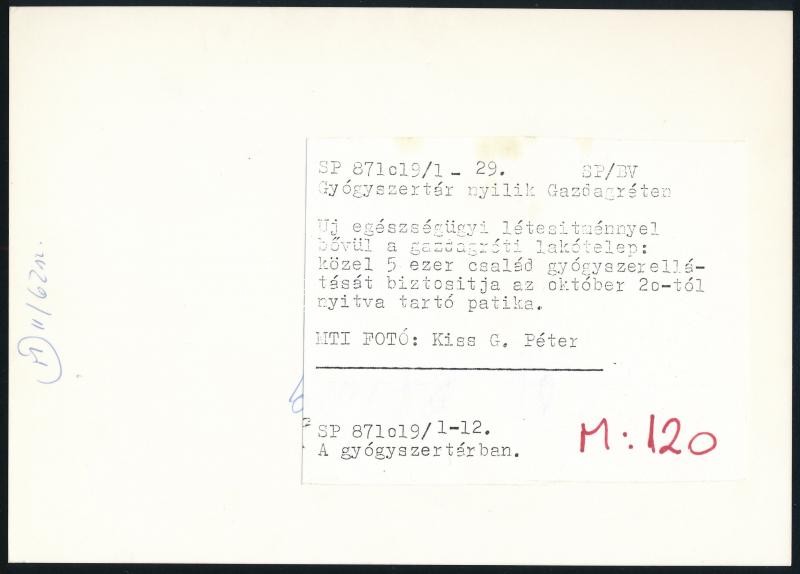 SP 871o19/1 - 29. SP/BV
Gyógyszertár nyilik Gazdagréten
Uj egészségügyi létesitménnyel
bővül a gazdagréti lakótelep:
közel 5 ezer család gyógyszerellá-
tását biztositja az október 2o-tól
nyitva tartó patika.
MTI FOTÓ: Kiss G. Péter
SP 871o19/1-12.
A gyógyszertárban.
M:120